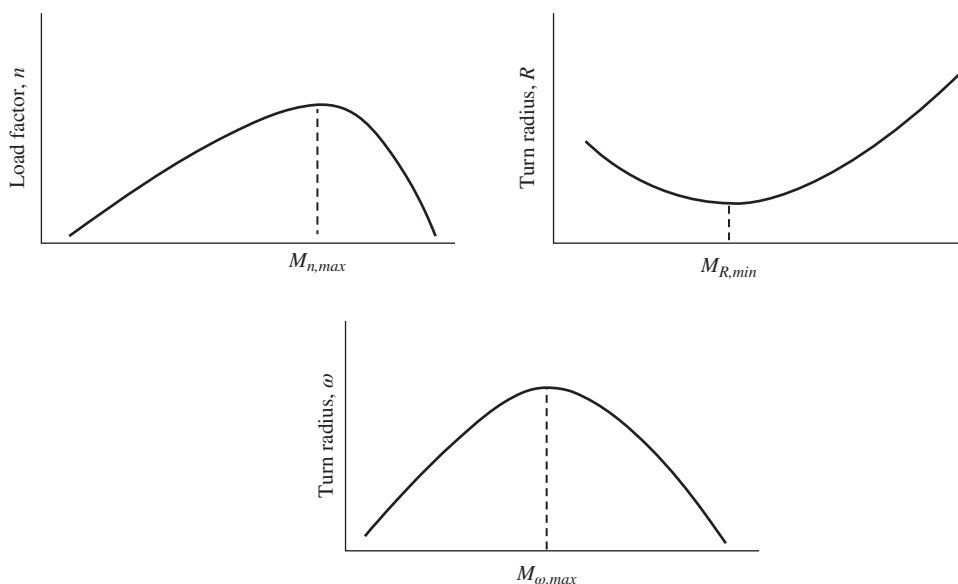 Load factor, n
M_{n,max}
Turn radius, R
M_{R,min}
Turn radius, ω
M_{ω,max}